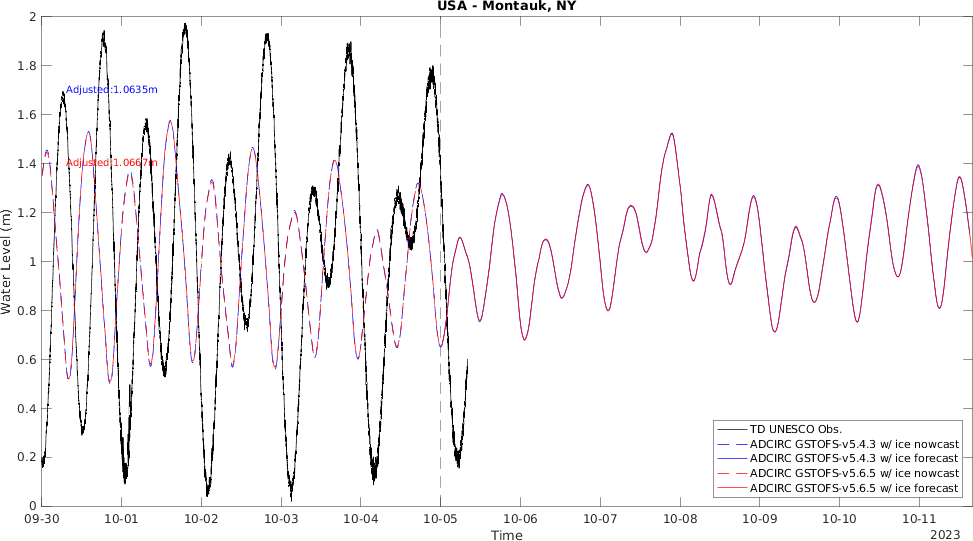 USA - Montauk, NY
Water Level (m)
2
1.8
1.6
1.4
1.2
1
0.8
0.6
0.4
0.2
0
Adjusted:1.0635m
Adjusted:1.0667m
TD UNESCO Obs.
ADCIRC GSTOFS-v5.4.3 w/ ice nowcast
ADCIRC GSTOFS-v5.4.3 w/ ice forecast
ADCIRC GSTOFS-v5.6.5 w/ ice nowcast
ADCIRC GSTOFS-v5.6.5 w/ ice forecast
09-30 10-01 10-02 10-03 10-04 10-05 10-06 10-07 10-08 10-09 10-10 10-11
Time
2023